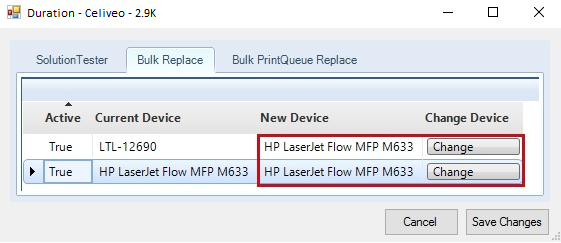 Duration - Celiveo - 2.9K
SolutionTester Bulk Replace Bulk PrintQueue Replace
Active Current Device New Device Change Device
True LTL-12690 HP LaserJet Flow MFP M633 Change
True HP LaserJet Flow MFP M633 HP LaserJet Flow MFP M633 Change
Cancel Save Changes